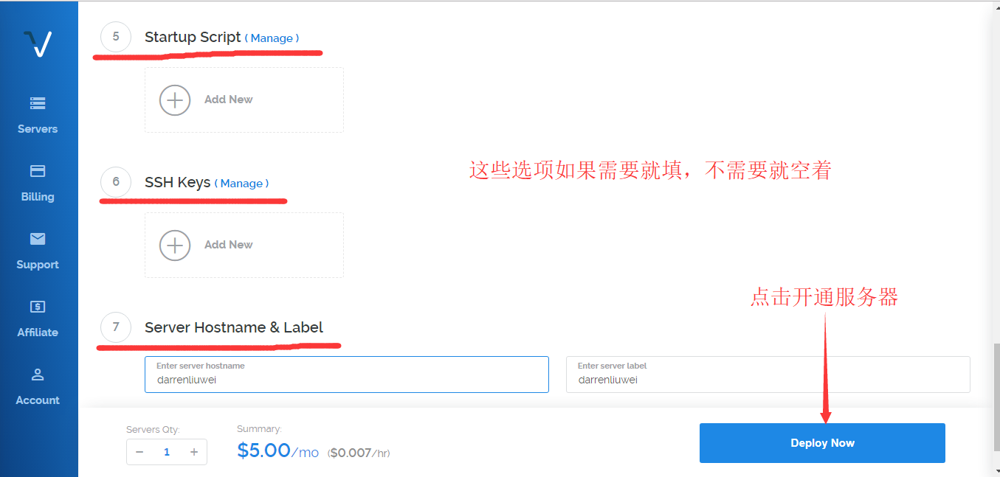 5 Startup Script ( Manage )
Add New
Servers
这些选项如果需要就填，不需要就空着
6 SSH Keys ( Manage )
Billing
Add New
Support
点击开通服务器
7 Server Hostname & Label
Affiliate
Enter server hostname
darrenliuwei
Enter server label
darrenliuwei
Account
Servers Qty:
− 1 +
Summary:
$5.00/mo ($0.007/hr)
Deploy Now